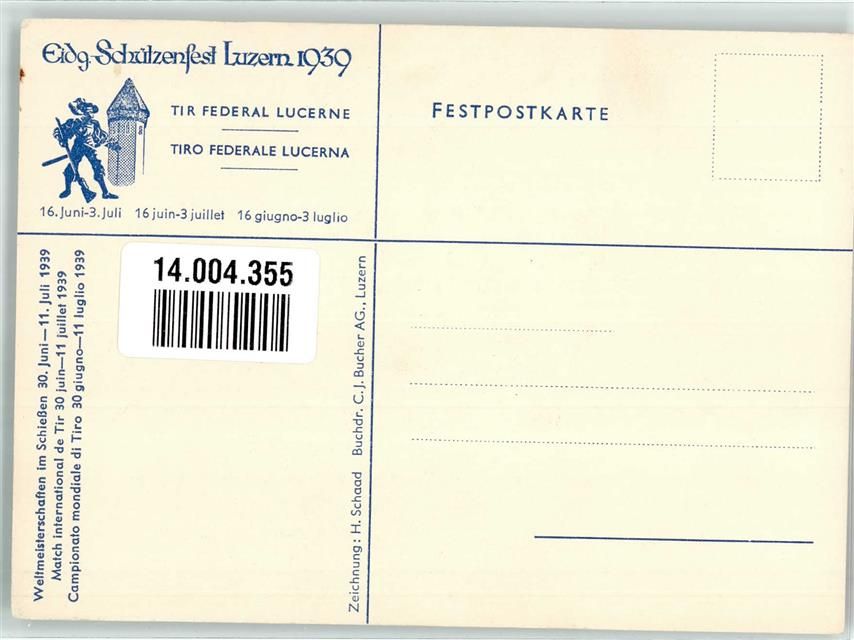 Eidg. Schützenfest Luzern 1939
TIR FEDERAL LUCERNE
TIRO FEDERALE LUCERNA
16. Juni-3. Juli 16 juin-3 juillet 16 giugno-3 luglio
FESTPOSTKARTE
14.004.355
Weltmeisterschaften im Schießen 30. Juni—11. Juli 1939
Match international de Tir 30 juin—11 juillet 1939
Campionato mondiale di Tiro 30 giugno—11 luglio 1939
Zeichnung: H. Schaad Buchdr. C. J. Bucher AG., Luzern